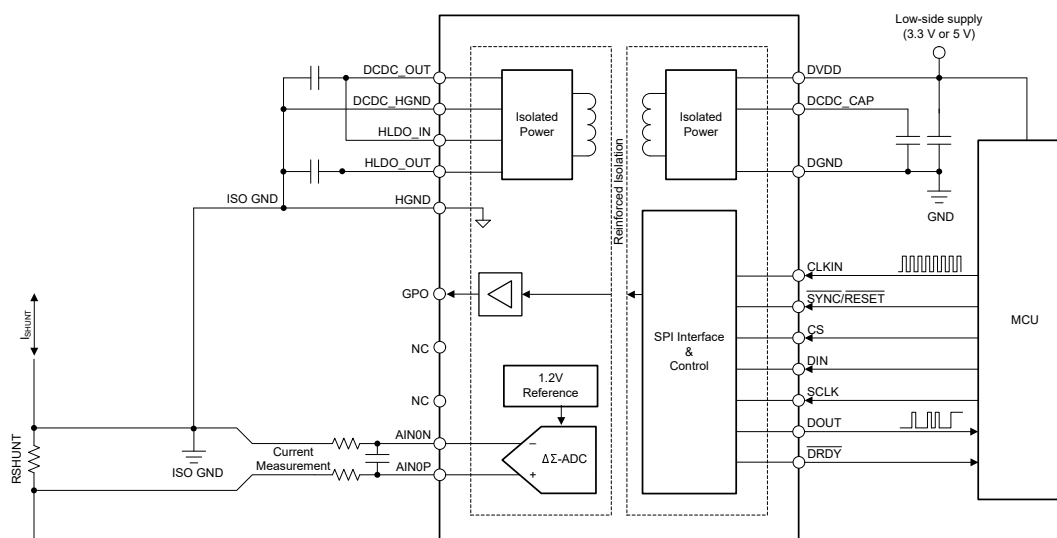 Low-side supply
(3.3 V or 5 V)
DCDC_OUT
DCDC_HGND
HLDO_IN
HLDO_OUT
ISO GND
HGND
Isolated
Power
Isolated
Power
Reinforced Isolation
DVDD
DCDC_CAP
DGND
GND
GPO
NC
NC
1.2V
Reference
AIN0N
AIN0P
ΔΣ-ADC
−
+
SPI Interface
&
Control
CLKIN
SYNC/RESET
CS
DIN
SCLK
DOUT
DRDY
MCU
ISHUNT
RSHUNT
ISO GND
Current
Measurement